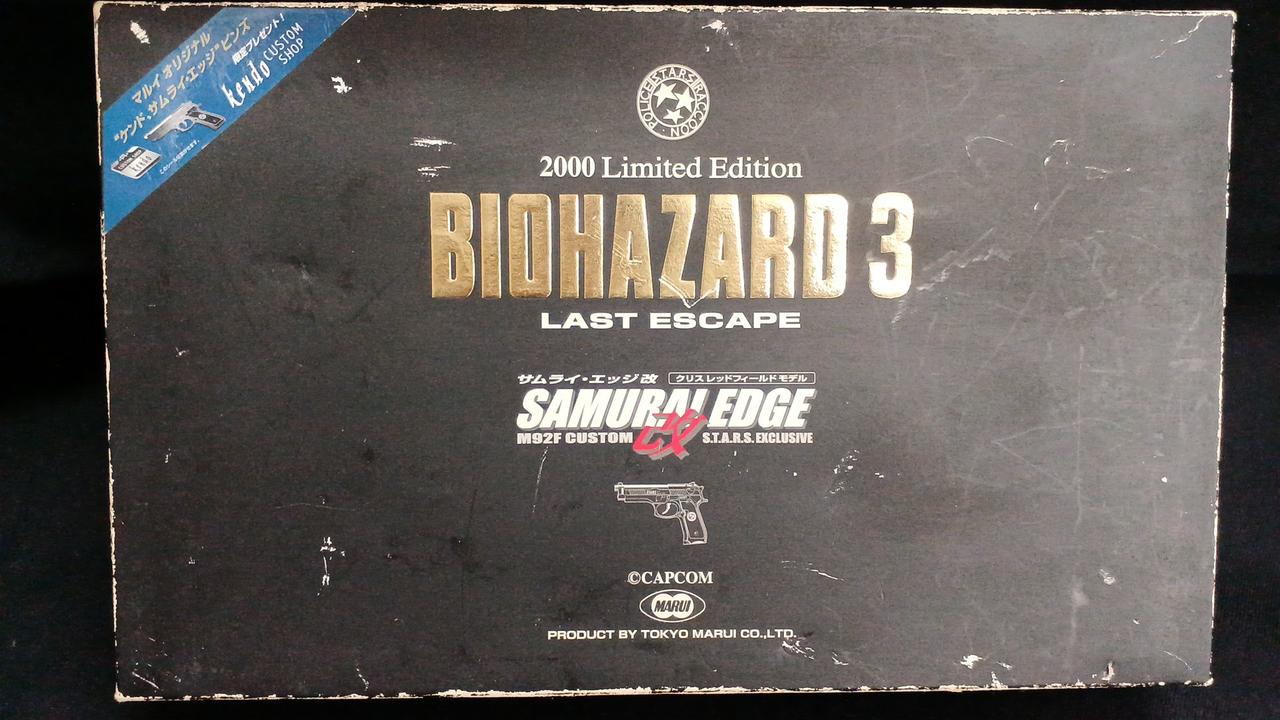 マルイ オリジナル
"ケンド、サムライ・エッジ"ピンズ
限定プレゼント!
kendo CUSTOM
SHOP
kendo
S.T.A.R.S. RACCOON POLICE
2000 Limited Edition
BIOHAZARD 3
LAST ESCAPE
サムライ・エッジ改 クリス レッドフィールド モデル
SAMURAI EDGE
改
M92F CUSTOM S.T.A.R.S. EXCLUSIVE
©CAPCOM
MARUI
PRODUCT BY TOKYO MARUI CO.,LTD.